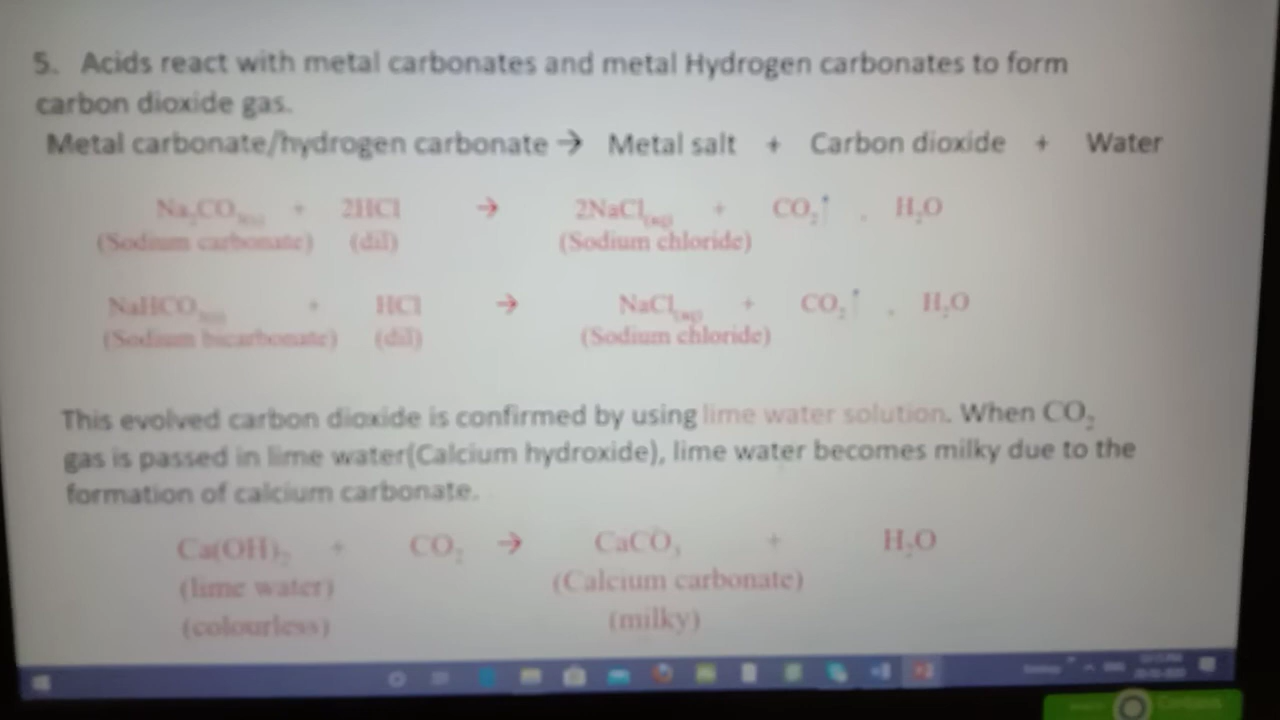 5. Acids react with metal carbonates and metal Hydrogen carbonates to form
carbon dioxide gas.
Metal carbonate/hydrogen carbonate → Metal salt + Carbon dioxide + Water
Na₂CO₃ + 2HCl → 2NaCl(aq) + CO₂↑ H₂O
(Sodium carbonate) (dil) (Sodium chloride)
NaHCO₃ + HCl → NaCl(aq) + CO₂↑ H₂O
(Sodium bicarbonate) (dil) (Sodium chloride)
This evolved carbon dioxide is confirmed by using lime water solution. When CO₂
gas is passed in lime water(Calcium hydroxide), lime water becomes milky due to the
formation of calcium carbonate.
Ca(OH)₂ + CO₂ → CaCO₃ + H₂O
(lime water) (Calcium carbonate)
(colourless) (milky)